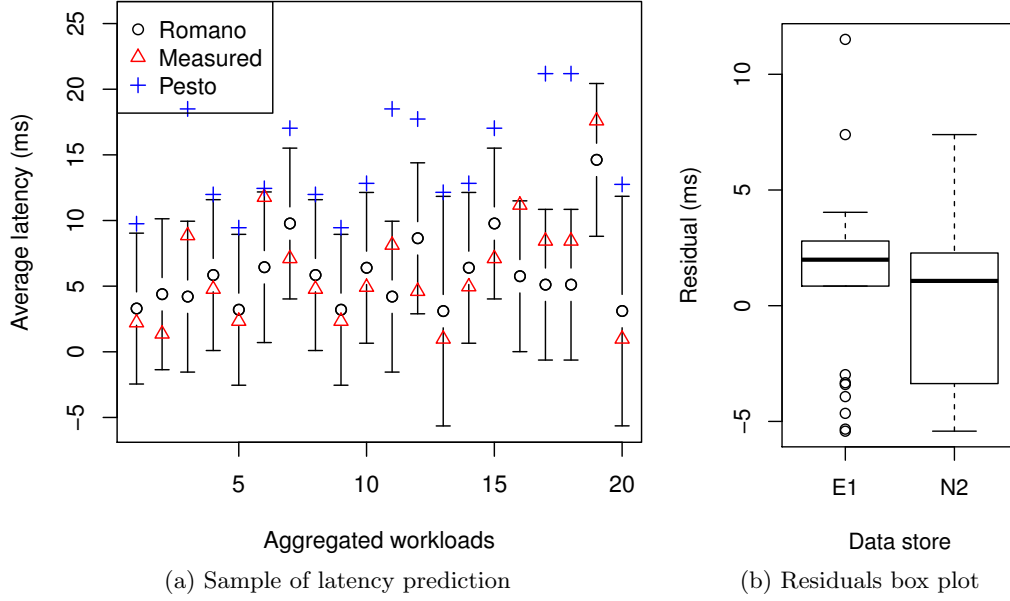 Average latency (ms)
25
20
15
10
5
0
−5
Romano
Measured
Pesto
5
10
15
20
Aggregated workloads
(a) Sample of latency prediction
Residual (ms)
10
5
0
−5
E1
N2
Data store
(b) Residuals box plot